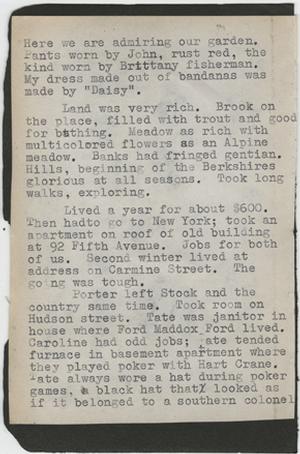 Here we are admiring our garden.
Pants worn by John, rust red, the
kind worn by Brittany fisherman.
My dress made out of bandanas was
made by "Daisy".
Land was very rich. Brook on
the place, filled with trout and good
for bathing. Meadow as rich with
multicolored flowers as an Alpine
meadow. Banks had fringed gentian.
Hills, beginning of the Berkshires
glorious at all seasons. Took long
walks, exploring.
Lived a year for about $600.
Then hadto go to New York; took an
apartment on roof of old building
at 92 Fifth Avenue. Jobs for both
of us. Second winter lived at
address on Carmine Street. The
going was tough.
Porter left Stock and the
country same time. Took room on
Hudson street. Tate was janitor in
house where Ford Maddox Ford lived.
Caroline had odd jobs; Tate tended
furnace in basement apartment where
they played poker with Hart Crane.
Tate always wore a hat during poker
games, a black hat that looked as
if it belonged to a southern colonel